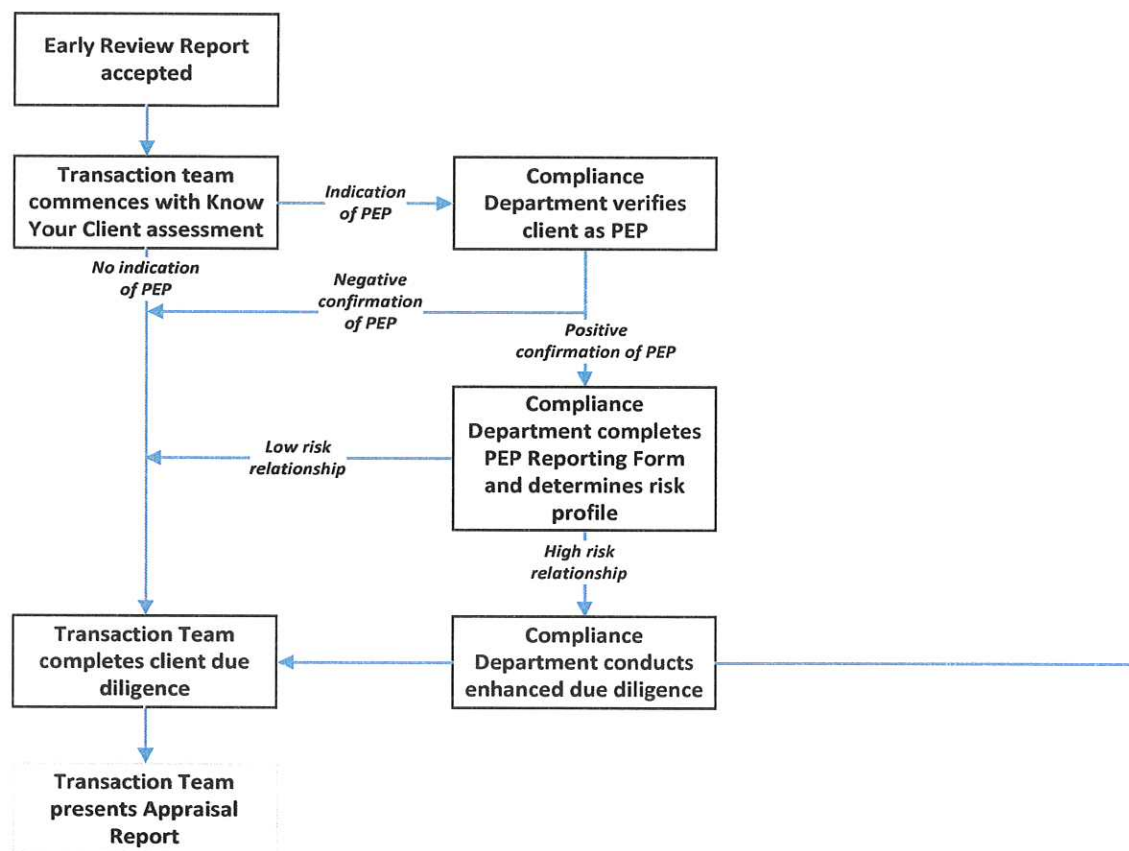 Early Review Report
accepted
Transaction team
commences with Know
Your Client assessment
Indication
of PEP
Compliance
Department verifies
client as PEP
No indication
of PEP
Negative
confirmation
of PEP
Positive
confirmation of PEP
Compliance
Department completes
PEP Reporting Form
and determines risk
profile
Low risk
relationship
High risk
relationship
Transaction Team
completes client due
diligence
Compliance
Department conducts
enhanced due diligence
Transaction Team
presents Appraisal
Report